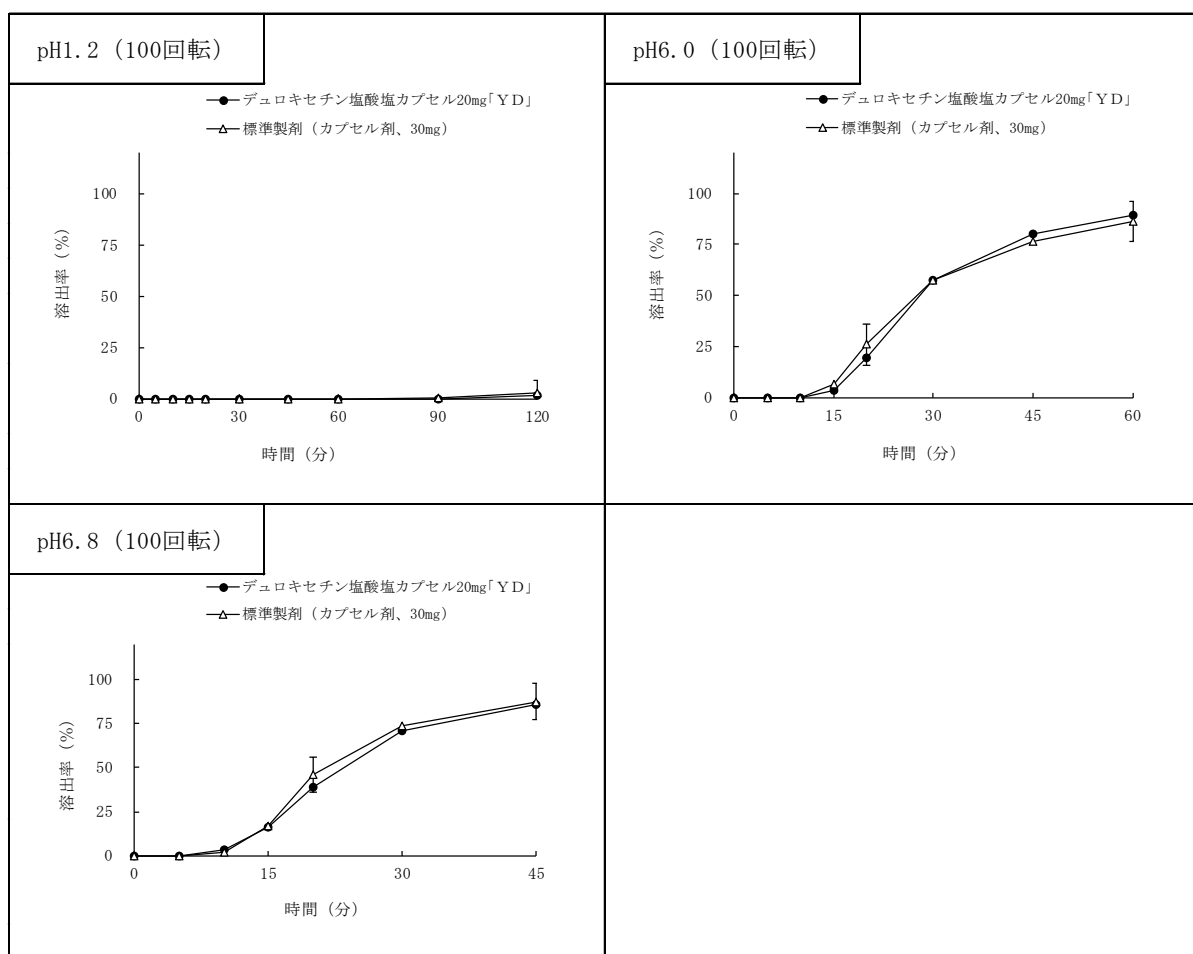 pH1.2（100回転）
デュロキセチン塩酸塩カプセル20mg｢ＹＤ｣
標準製剤（カプセル剤、30mg）
100
75
50
25
0
溶出率（%）
0 30 60 90 120
時間（分）
pH6.0（100回転）
デュロキセチン塩酸塩カプセル20mg｢ＹＤ｣
標準製剤（カプセル剤、30mg）
100
75
50
25
0
溶出率（%）
0 15 30 45 60
時間（分）
pH6.8（100回転）
デュロキセチン塩酸塩カプセル20mg｢ＹＤ｣
標準製剤（カプセル剤、30mg）
100
75
50
25
0
溶出率（%）
0 15 30 45
時間（分）